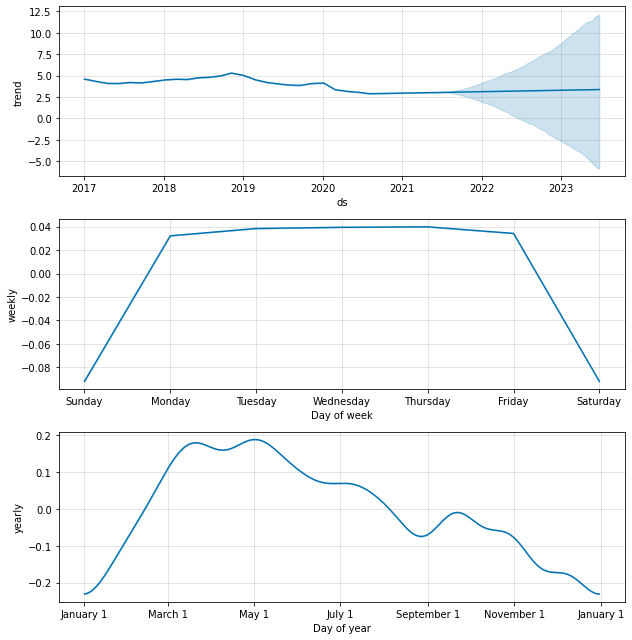 12.5
10.0
7.5
5.0
2.5
0.0
−2.5
−5.0
trend
2017 2018 2019 2020 2021 2022 2023
ds
0.04
0.02
0.00
−0.02
−0.04
−0.06
−0.08
weekly
Sunday Monday Tuesday Wednesday Thursday Friday Saturday
Day of week
0.2
0.1
0.0
−0.1
−0.2
yearly
January 1 March 1 May 1 July 1 September 1 November 1 January 1
Day of year